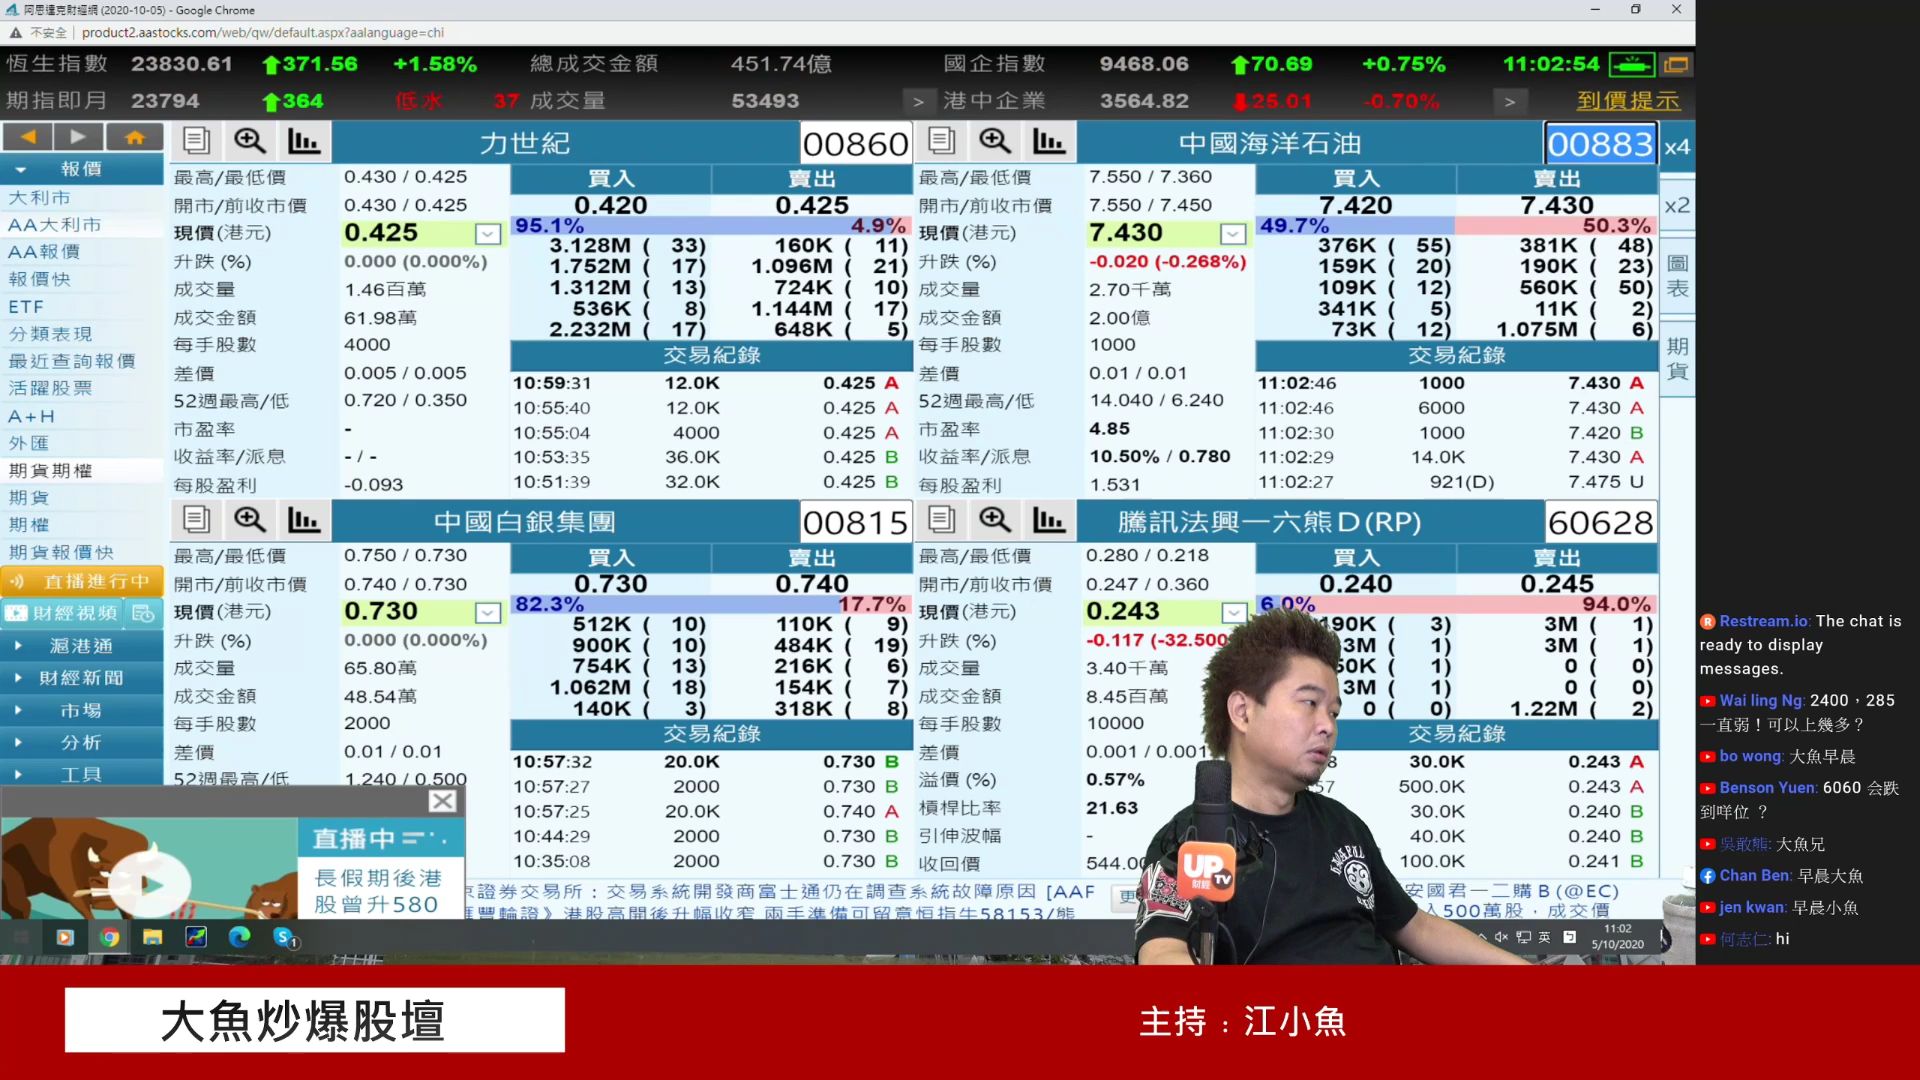 阿思達克財經網 (2020-10-05) - Google Chrome
不安全 | product2.aastocks.com/web/qw/default.aspx?aalanguage=chi
恆生指數 23830.61 371.56 +1.58% 總成交金額 451.74億 國企指數 9468.06 70.69 +0.75% 11:02:54
期指即月 23794 364 低水 37 成交量 53493 > 港中企業 3564.82 25.01 -0.70% > 到價提示
報價
大利市
AA大利市
AA報價
報價快
ETF
分類表現
最近查詢報價
活躍股票
A+H
外匯
期貨期權
期貨
期權
期貨報價快
直播進行中
財經視頻
滬港通
財經新聞
市場
分析
工具
力世紀 00860
最高/最低價 0.430 / 0.425
開市/前收市價 0.430 / 0.425
現價(港元) 0.425
升跌 (%) 0.000 (0.000%)
成交量 1.46百萬
成交金額 61.98萬
每手股數 4000
差價 0.005 / 0.005
52週最高/低 0.720 / 0.350
市盈率 -
收益率/派息 - / -
每股盈利 -0.093
買入 賣出
0.420 0.425
95.1% 4.9%
3.128M ( 33) 160K ( 11)
1.752M ( 17) 1.096M ( 21)
1.312M ( 13) 724K ( 10)
536K ( 8) 1.144M ( 17)
2.232M ( 17) 648K ( 5)
交易紀錄
10:59:31 12.0K 0.425 A
10:55:40 12.0K 0.425 A
10:55:04 4000 0.425 A
10:53:35 36.0K 0.425 B
10:51:39 32.0K 0.425 B
中國海洋石油 00883
最高/最低價 7.550 / 7.360
開市/前收市價 7.550 / 7.450
現價(港元) 7.430
升跌 (%) -0.020 (-0.268%)
成交量 2.70千萬
成交金額 2.00億
每手股數 1000
差價 0.01 / 0.01
52週最高/低 14.040 / 6.240
市盈率 4.85
收益率/派息 10.50% / 0.780
每股盈利 1.531
買入 賣出
7.420 7.430
49.7% 50.3%
376K ( 55) 381K ( 48)
159K ( 20) 190K ( 23)
109K ( 12) 560K ( 50)
341K ( 5) 11K ( 2)
73K ( 12) 1.075M ( 6)
交易紀錄
11:02:46 1000 7.430 A
11:02:46 6000 7.430 A
11:02:30 1000 7.420 B
11:02:29 14.0K 7.430 A
11:02:27 921(D) 7.475 U
x4
x2
圖表
期貨
中國白銀集團 00815
最高/最低價 0.750 / 0.730
開市/前收市價 0.740 / 0.730
現價(港元) 0.730
升跌 (%) 0.000 (0.000%)
成交量 65.80萬
成交金額 48.54萬
每手股數 2000
差價 0.01 / 0.01
52週最高/低 1.240 / 0.500
買入 賣出
0.730 0.740
82.3% 17.7%
512K ( 10) 110K ( 9)
900K ( 10) 484K ( 19)
754K ( 13) 216K ( 6)
1.062M ( 18) 154K ( 7)
140K ( 3) 318K ( 8)
交易紀錄
10:57:32 20.0K 0.730 B
10:57:27 2000 0.730 B
10:57:25 20.0K 0.740 A
10:44:29 2000 0.730 B
10:35:08 2000 0.730 B
騰訊法興一六熊D(RP) 60628
最高/最低價 0.280 / 0.218
開市/前收市價 0.247 / 0.360
現價(港元) 0.243
升跌 (%) -0.117 (-32.500
成交量 3.40千萬
成交金額 8.45百萬
每手股數 10000
差價 0.001 / 0.001
溢價 (%) 0.57%
槓桿比率 21.63
引伸波幅 -
收回價 544.00
買入 賣出
0.240 0.245
6.0% 94.0%
190K ( 3) 3M ( 1)
3M ( 1) 3M ( 1)
50K ( 1) 0 ( 0)
3M ( 1) 0 ( 0)
0 ( 0) 1.22M ( 2)
交易紀錄
30.0K 0.243 A
57 500.0K 0.243 A
30.0K 0.240 B
40.0K 0.240 B
100.0K 0.241 B
直播中
長假期後港
股曾升580
證券交易所：交易系統開發商富士通仍在調查系統故障原因 [AAF
豐輪證》港股高開後升幅收窄 兩手準備可留意恒指牛58153/熊
更
安國君一二購B(@EC)
入500萬股，成交價
英
11:02
5/10/2020
UP
財經 TV
Restream.io: The chat is
ready to display
messages.
Wai ling Ng: 2400，285
一直弱！可以上幾多？
bo wong: 大魚早晨
Benson Yuen: 6060 会跌
到咩位 ？
吳敢熊: 大魚兄
Chan Ben: 早晨大魚
jen kwan: 早晨小魚
何志仁: hi
大魚炒爆股壇
主持：江小魚